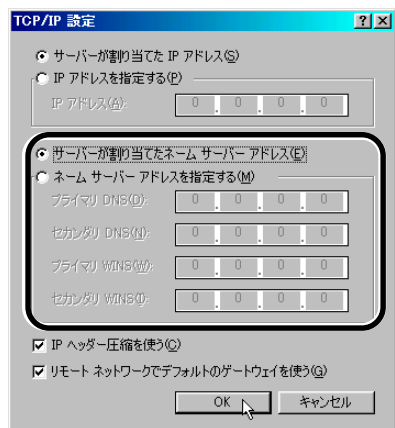 TCP/IP 設定
サーバーが割り当てた IP アドレス(S)
IP アドレスを指定する(P)
IP アドレス(A): 0 . 0 . 0 . 0
サーバーが割り当てたネーム サーバー アドレス(E)
ネーム サーバー アドレスを指定する(M)
プライマリ DNS(D): 0 . 0 . 0 . 0
セカンダリ DNS(N): 0 . 0 . 0 . 0
プライマリ WINS(W): 0 . 0 . 0 . 0
セカンダリ WINS(I): 0 . 0 . 0 . 0
IP ヘッダー圧縮を使う(C)
リモート ネットワークでデフォルトのゲートウェイを使う(G)
OK キャンセル